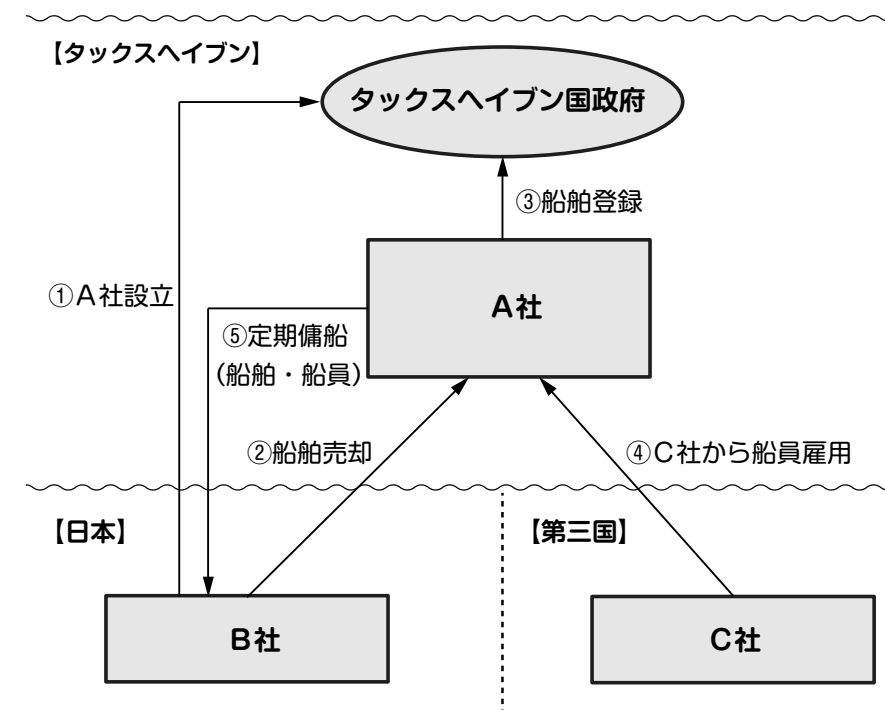 【タックスヘイブン】
タックスヘイブン国政府
③船舶登録
①A社設立
A社
⑤定期傭船
(船舶・船員)
②船舶売却
④C社から船員雇用
【日本】
【第三国】
B社
C社